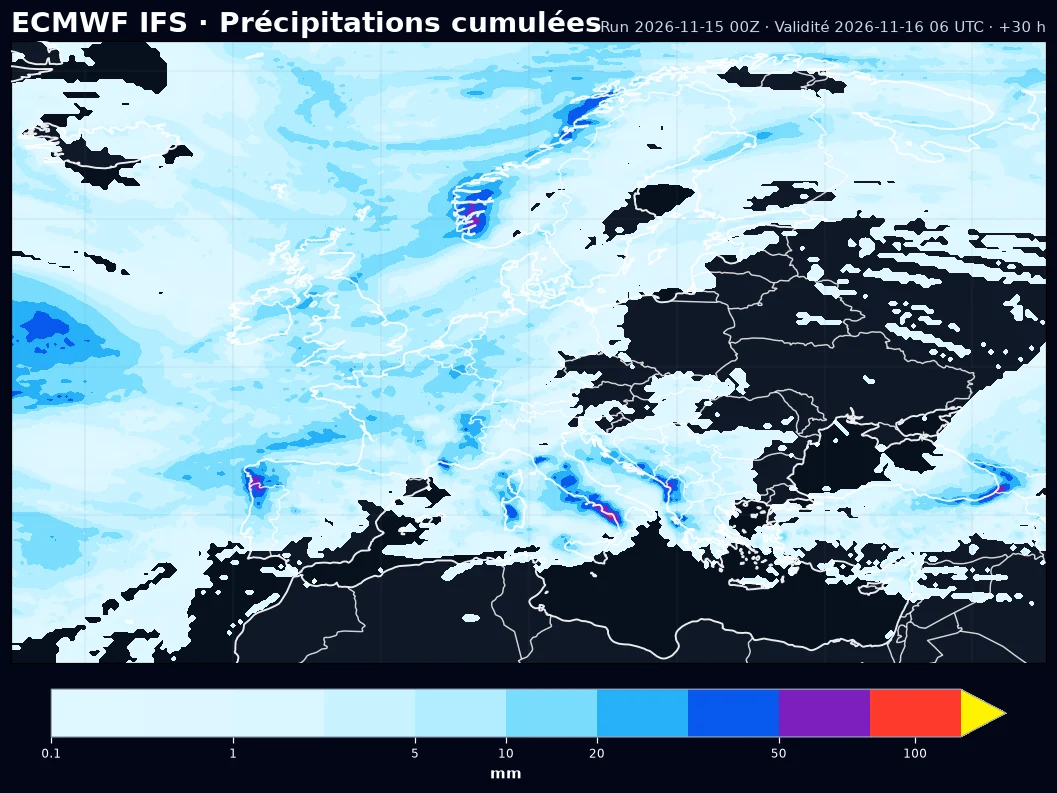 ECMWF IFS · Précipitations cumulées
Run 2026-11-15 00Z · Validité 2026-11-16 06 UTC · +30 h
0.1 1 5 10 20 50 100
mm